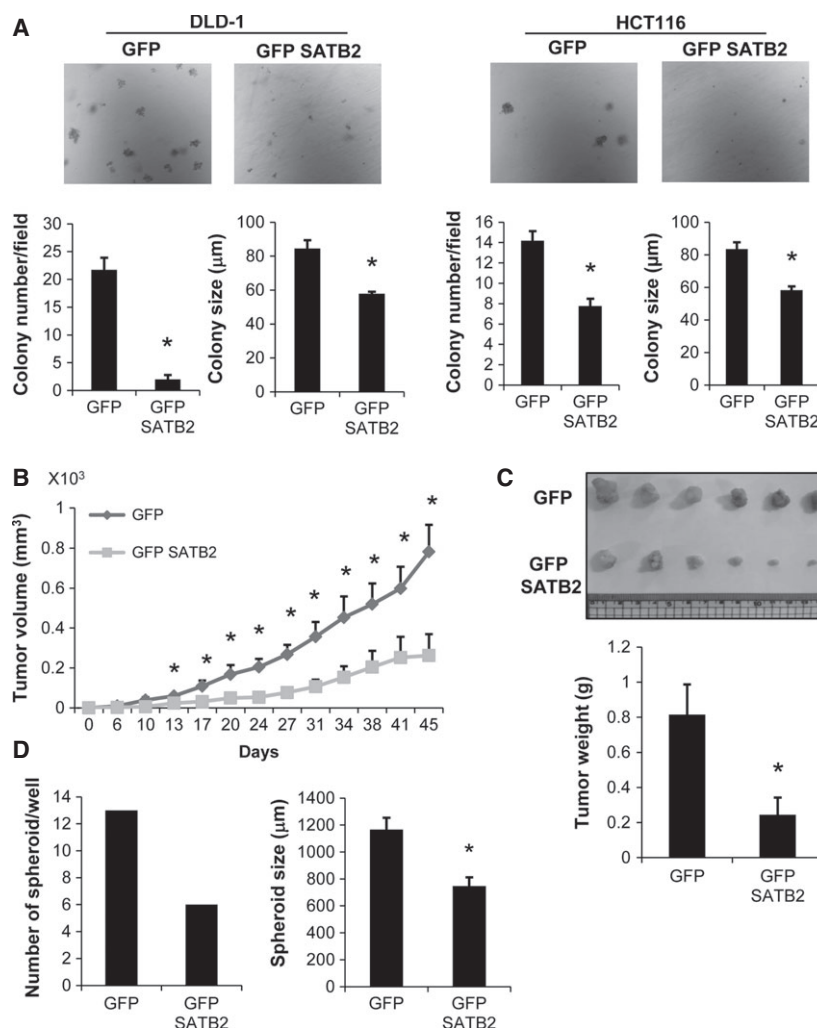 A
DLD-1
GFP
GFP SATB2
HCT116
GFP
GFP SATB2
Colony number/field
30
25
20
15
10
5
0
*
GFP
GFP
SATB2
Colony size (μm)
100
80
60
40
20
0
*
GFP
GFP
SATB2
Colony number/field
16
14
12
10
8
6
4
2
0
*
GFP
GFP
SATB2
Colony size (μm)
100
80
60
40
20
0
*
GFP
GFP
SATB2
B
X10³
Tumor volume (mm³)
1
0.8
0.6
0.4
0.2
0
GFP
GFP SATB2
* * * * * * * * * *
0 6 10 13 17 20 24 27 31 34 38 41 45
Days
C
GFP
GFP
SATB2
Tumor weight (g)
1.2
1
0.8
0.6
0.4
0.2
0
*
GFP
GFP
SATB2
D
Number of spheroid/well
14
12
10
8
6
4
2
0
GFP
GFP
SATB2
Spheroid size (μm)
1400
1200
1000
800
600
400
200
0
*
GFP
GFP
SATB2